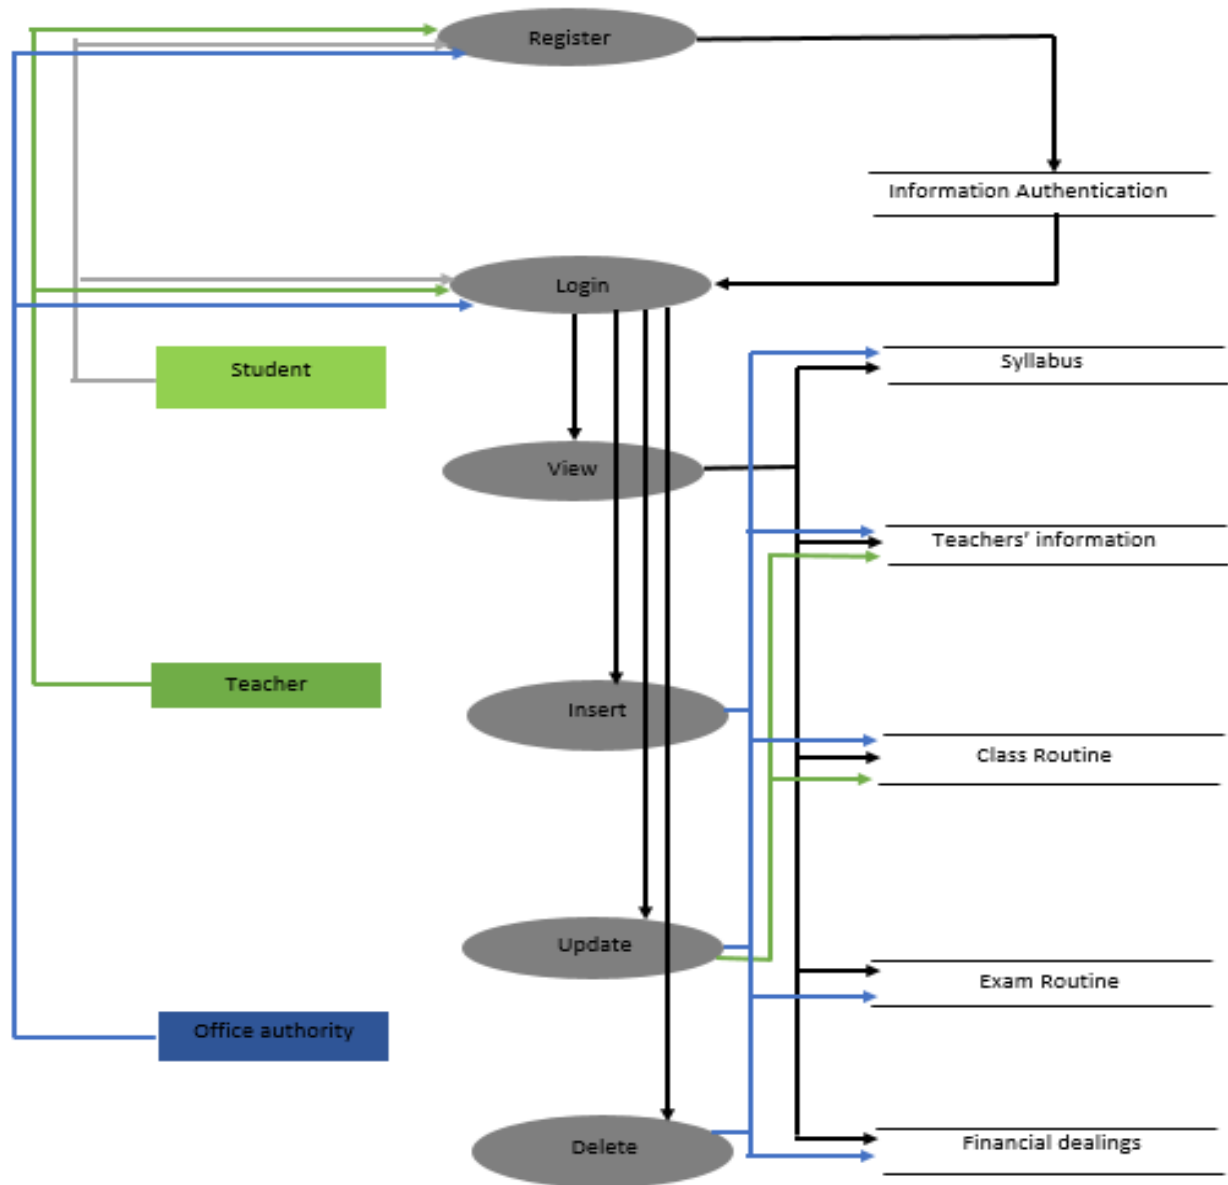 Register
Information Authentication
Login
Syllabus
Student
View
Teachers' information
Teacher
Insert
Class Routine
Update
Exam Routine
Office authority
Delete
Financial dealings